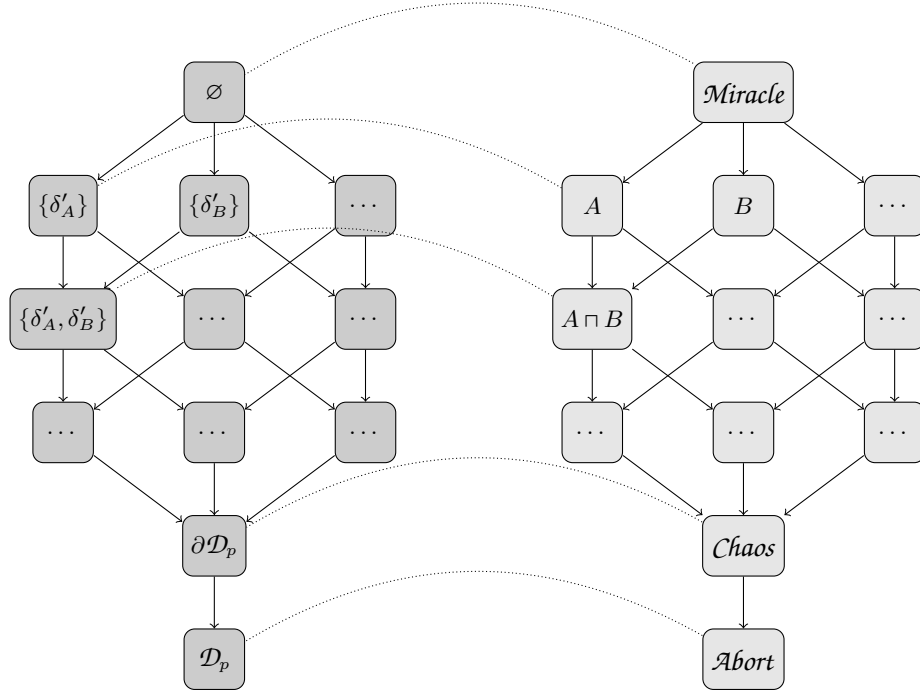 ∅ Miracle
{δ′_A} {δ′_B} ⋯ A B ⋯
{δ′_A, δ′_B} ⋯ ⋯ A ⊓ B ⋯ ⋯
⋯ ⋯ ⋯ ⋯ ⋯ ⋯
∂𝒟_p Chaos
𝒟_p Abort